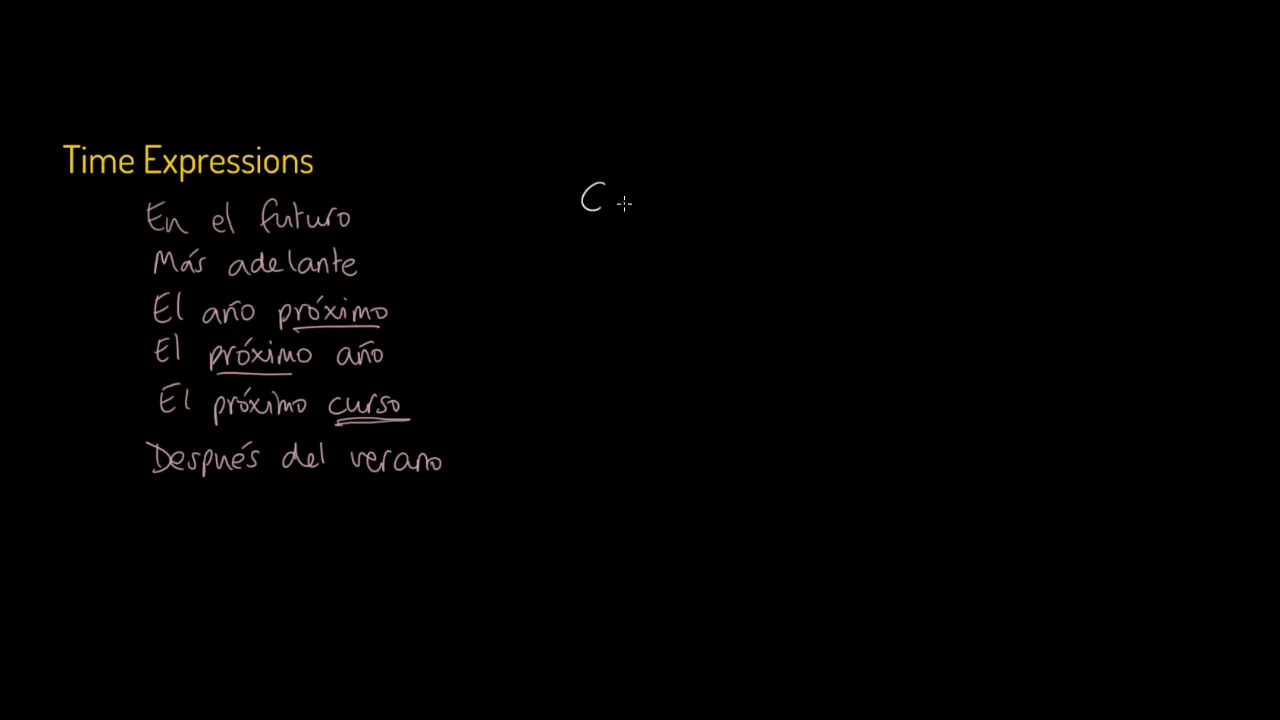 Time Expressions
En el futuro
Más adelante
El año próximo
El próximo año
El próximo curso
Después del verano
C